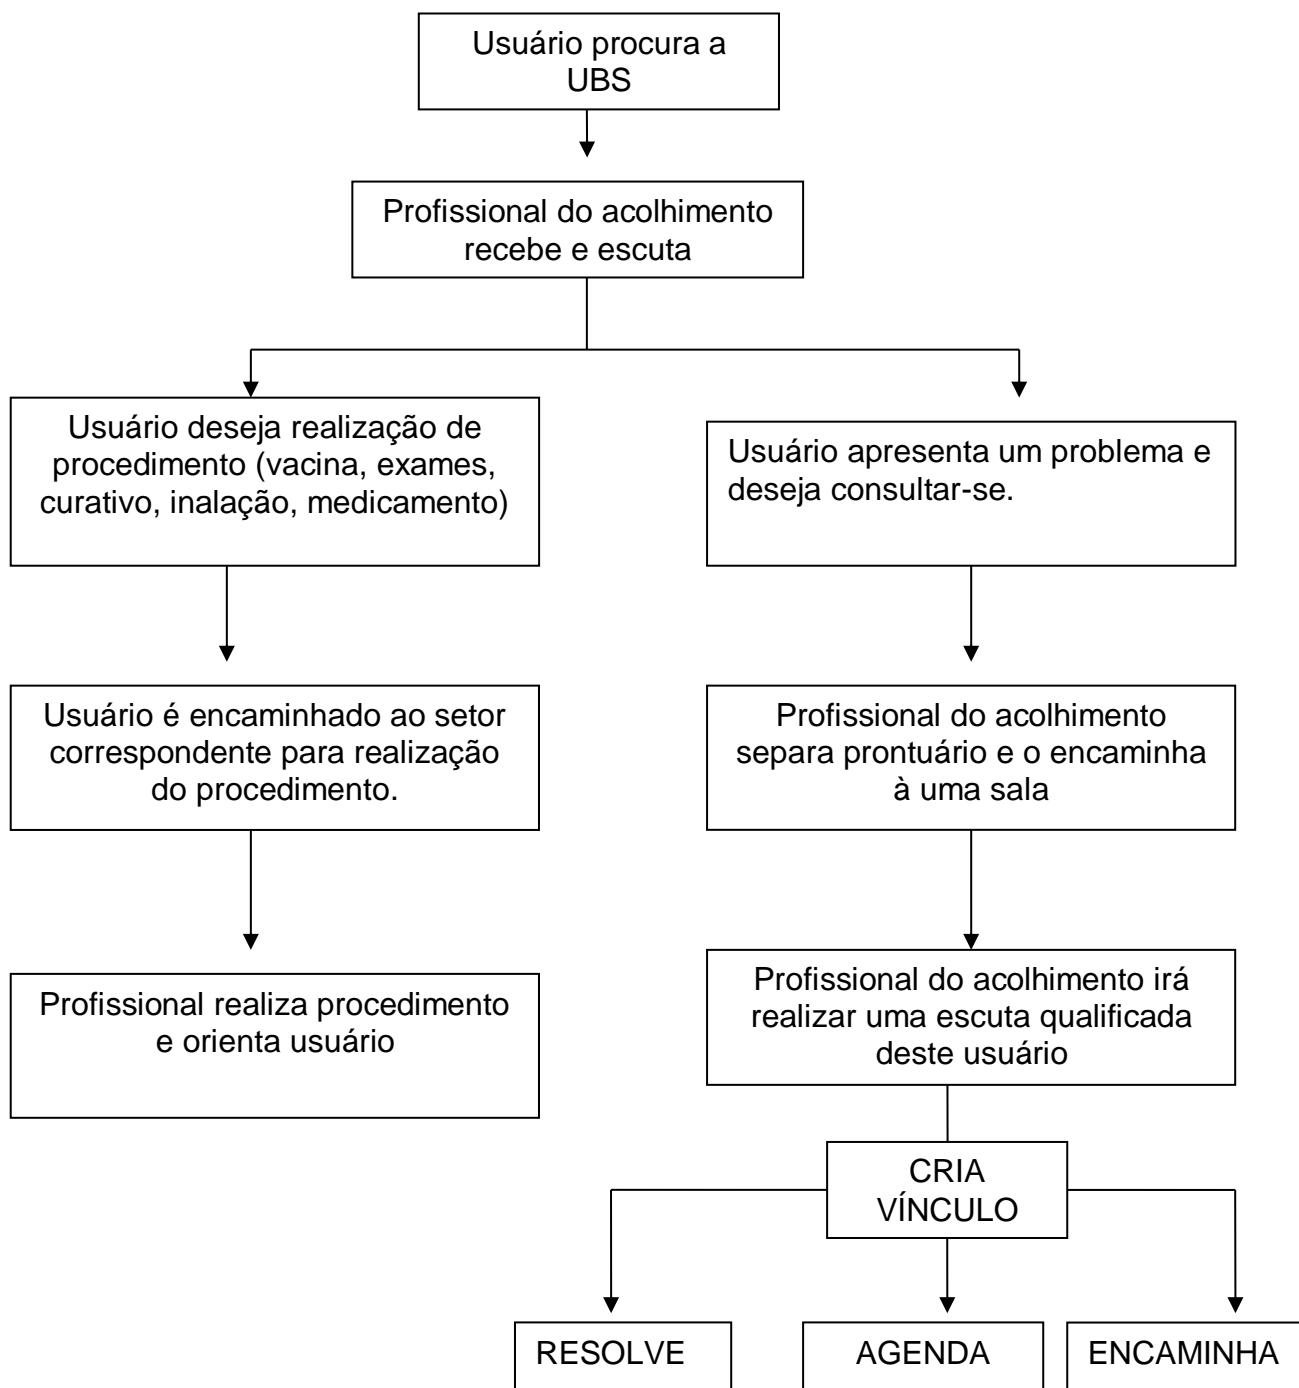 Usuário procura a
UBS
Profissional do acolhimento
recebe e escuta
Usuário deseja realização de
procedimento (vacina, exames,
curativo, inalação, medicamento)
Usuário apresenta um problema e
deseja consultar-se.
Usuário é encaminhado ao setor
correspondente para realização
do procedimento.
Profissional do acolhimento
separa prontuário e o encaminha
à uma sala
Profissional realiza procedimento
e orienta usuário
Profissional do acolhimento irá
realizar uma escuta qualificada
deste usuário
CRIA
VÍNCULO
RESOLVE
AGENDA
ENCAMINHA